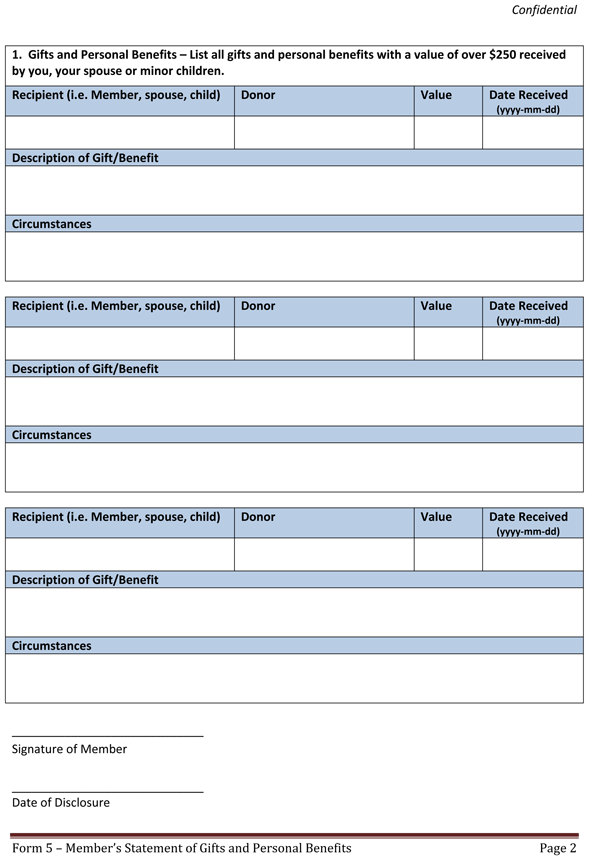 Confidential
1. Gifts and Personal Benefits – List all gifts and personal benefits with a value of over $250 received
by you, your spouse or minor children.
Recipient (i.e. Member, spouse, child) Donor Value Date Received
(yyyy-mm-dd)
Description of Gift/Benefit
Circumstances
Recipient (i.e. Member, spouse, child) Donor Value Date Received
(yyyy-mm-dd)
Description of Gift/Benefit
Circumstances
Recipient (i.e. Member, spouse, child) Donor Value Date Received
(yyyy-mm-dd)
Description of Gift/Benefit
Circumstances
Signature of Member
Date of Disclosure
Form 5 – Member’s Statement of Gifts and Personal Benefits Page 2